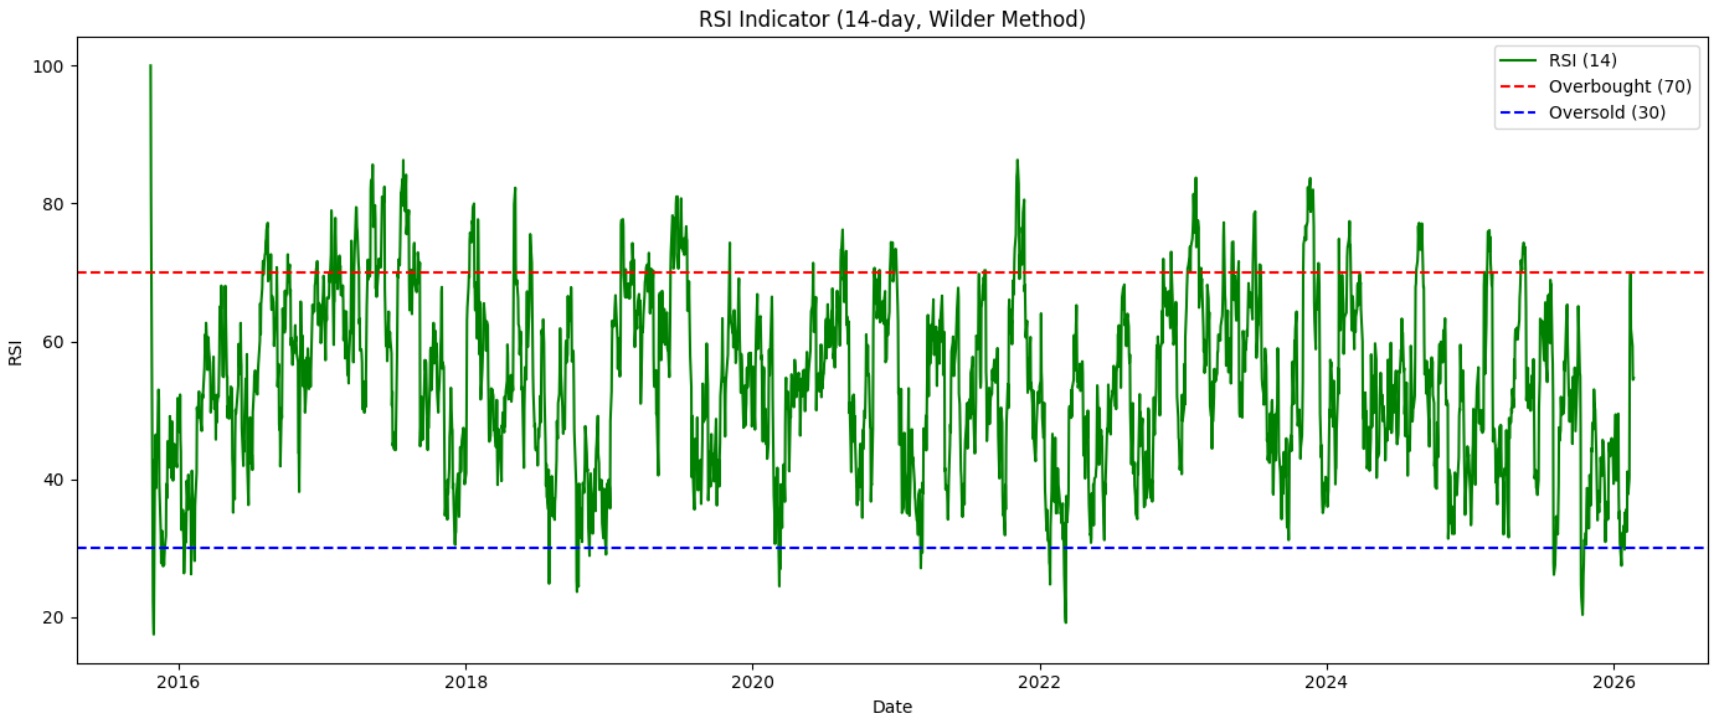 RSI Indicator (14-day, Wilder Method)
RSI (14)
Overbought (70)
Oversold (30)
100
80
60
40
20
RSI
2016
2018
2020
2022
2024
2026
Date